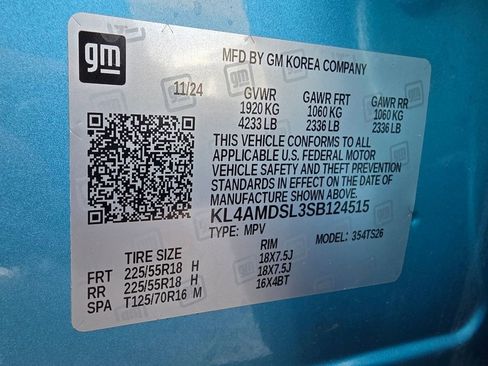 gm
MFD BY GM KOREA COMPANY
11/24
GVWR GAWR FRT GAWR RR
1920 KG 1060 KG 1060 KG
4233 LB 2336 LB 2336 LB
THIS VEHICLE CONFORMS TO ALL
APPLICABLE U.S. FEDERAL MOTOR
VEHICLE SAFETY AND THEFT PREVENTION
STANDARDS IN EFFECT ON THE DATE OF
MANUFACTURE SHOWN ABOVE.
KL4AMDSL3SB124515
TYPE: MPV MODEL: 354TS26
TIRE SIZE RIM
FRT 225/55R18 H 18X7.5J
RR 225/55R18 H 18X7.5J
SPA T125/70R16 M 16X4BT